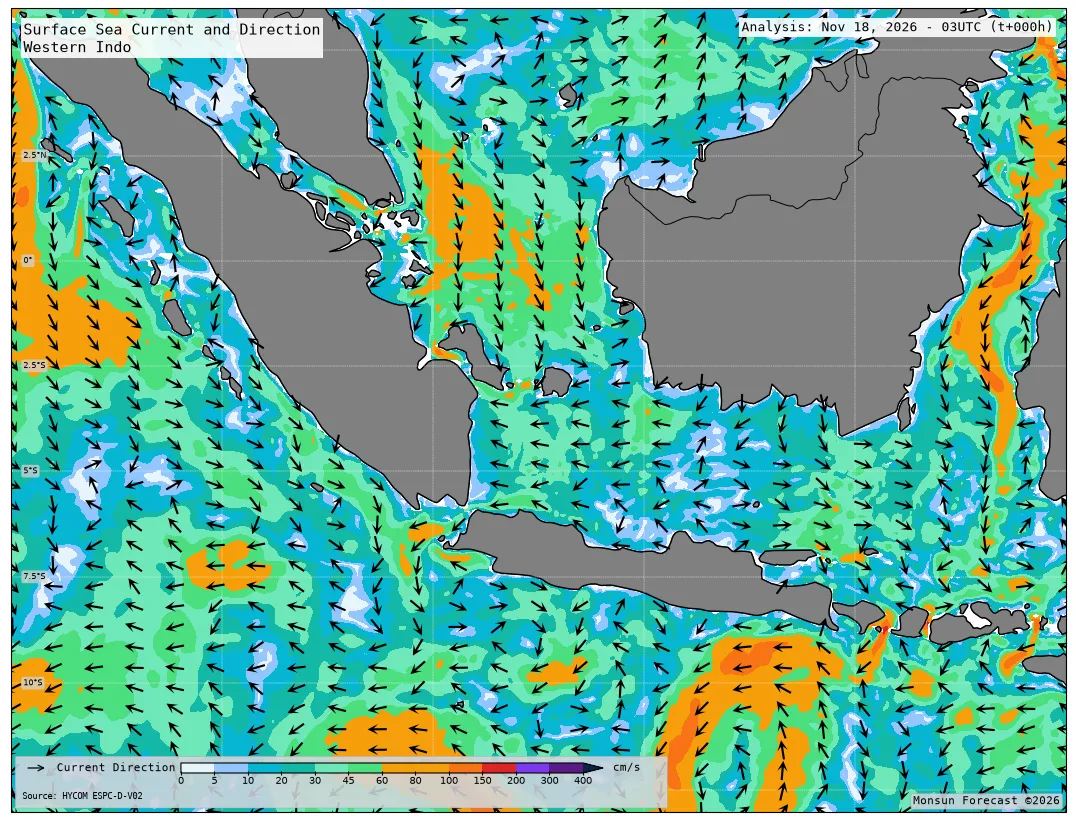 Surface Sea Current and Direction
Western Indo
Analysis: Nov 18, 2026 - 03UTC (t+000h)
2.5°N
0°
2.5°S
5°S
7.5°S
10°S
Current Direction
0 5 10 20 30 45 60 80 100 150 200 300 400
cm/s
Source: HYCOM ESPC-D-V02
Monsun Forecast ©2026